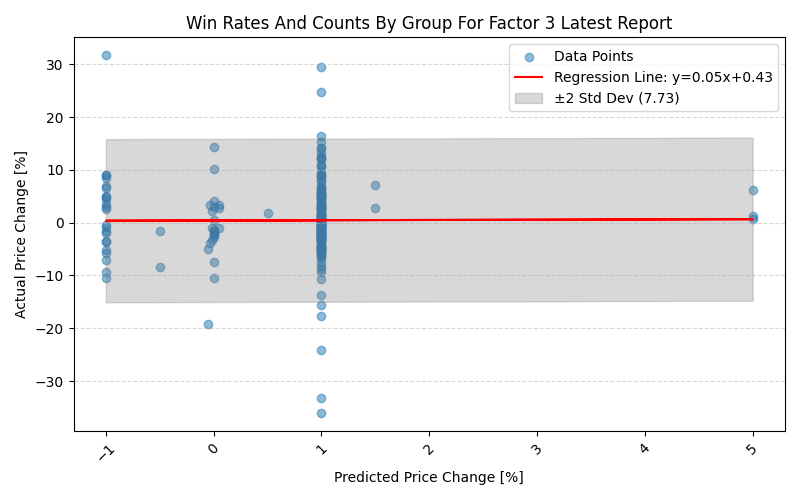 Win Rates And Counts By Group For Factor 3 Latest Report
Data Points
Regression Line: y=0.05x+0.43
±2 Std Dev (7.73)
Actual Price Change [%]
30
20
10
0
−10
−20
−30
−1
0
1
2
3
4
5
Predicted Price Change [%]